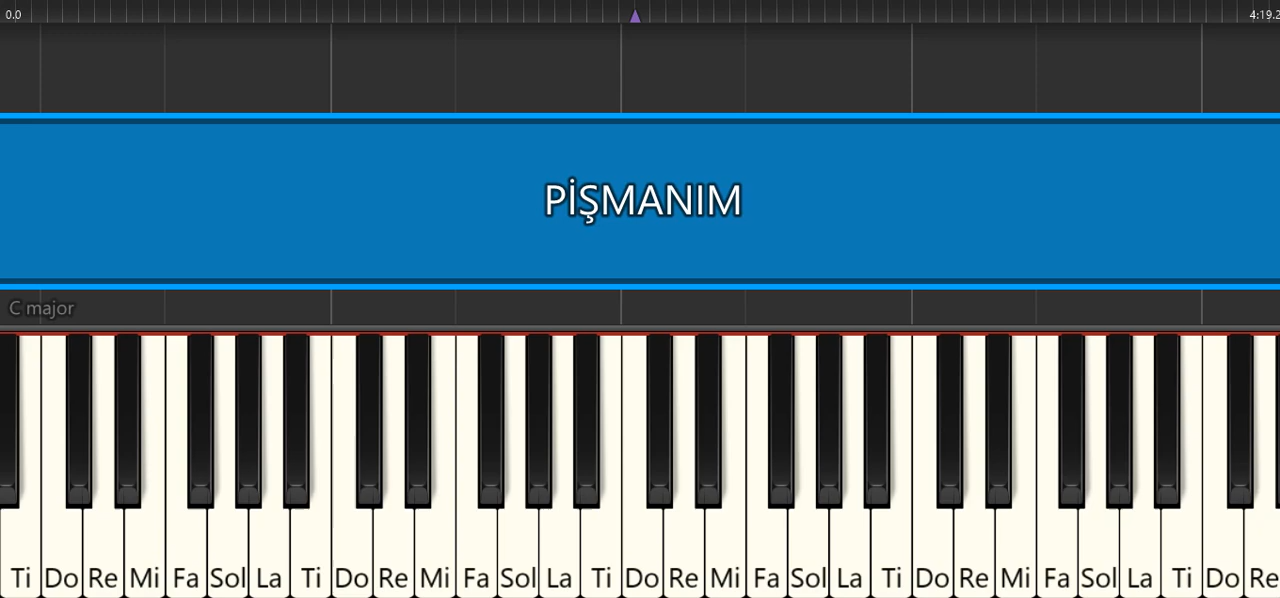 0.0 4:19.2
PİŞMANIM
C major
Ti Do Re Mi Fa Sol La Ti Do Re Mi Fa Sol La Ti Do Re Mi Fa Sol La Ti Do Re Mi Fa Sol La Ti Do Re